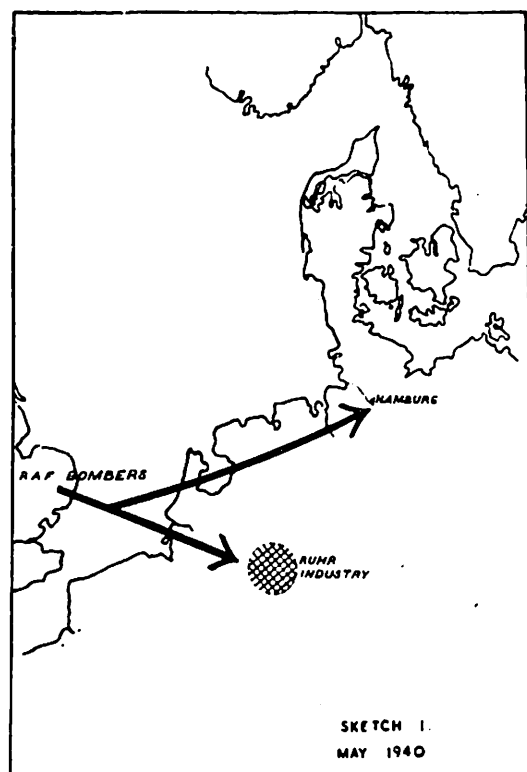 HAMBURG
RAF BOMBERS
RUHR
INDUSTRY
SKETCH 1.
MAY 1940